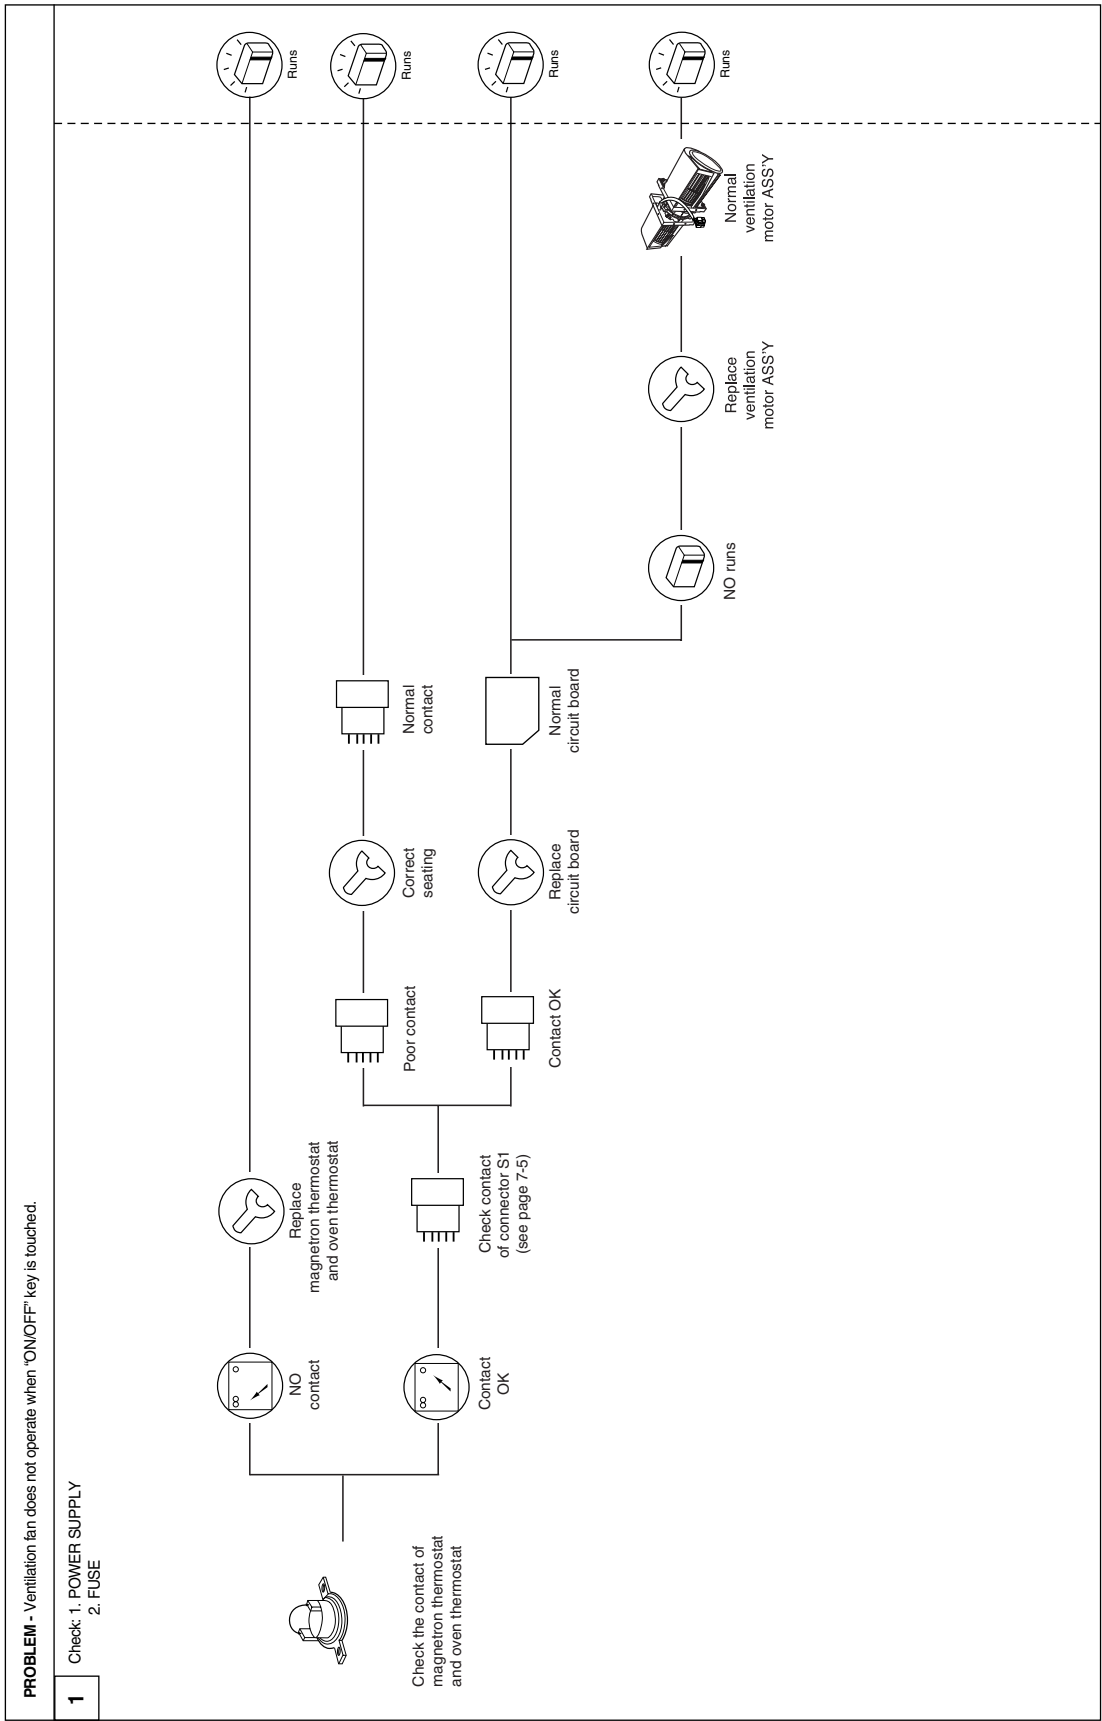 PROBLEM - Ventilation fan does not operate when “ON/OFF” key is touched.
1
Check: 1. POWER SUPPLY
2. FUSE
Check the contact of
magnetron thermostat
and oven thermostat
NO
contact
Replace
magnetron thermostat
and oven thermostat
Runs
Contact
OK
Check contact
of connector S1
(see page 7-5)
Poor contact
Correct
seating
Normal
contact
Runs
Contact OK
Replace
circuit board
Normal
circuit board
Runs
NO runs
Replace
ventilation
motor ASS'Y
Normal
ventilation
motor ASS'Y
Runs